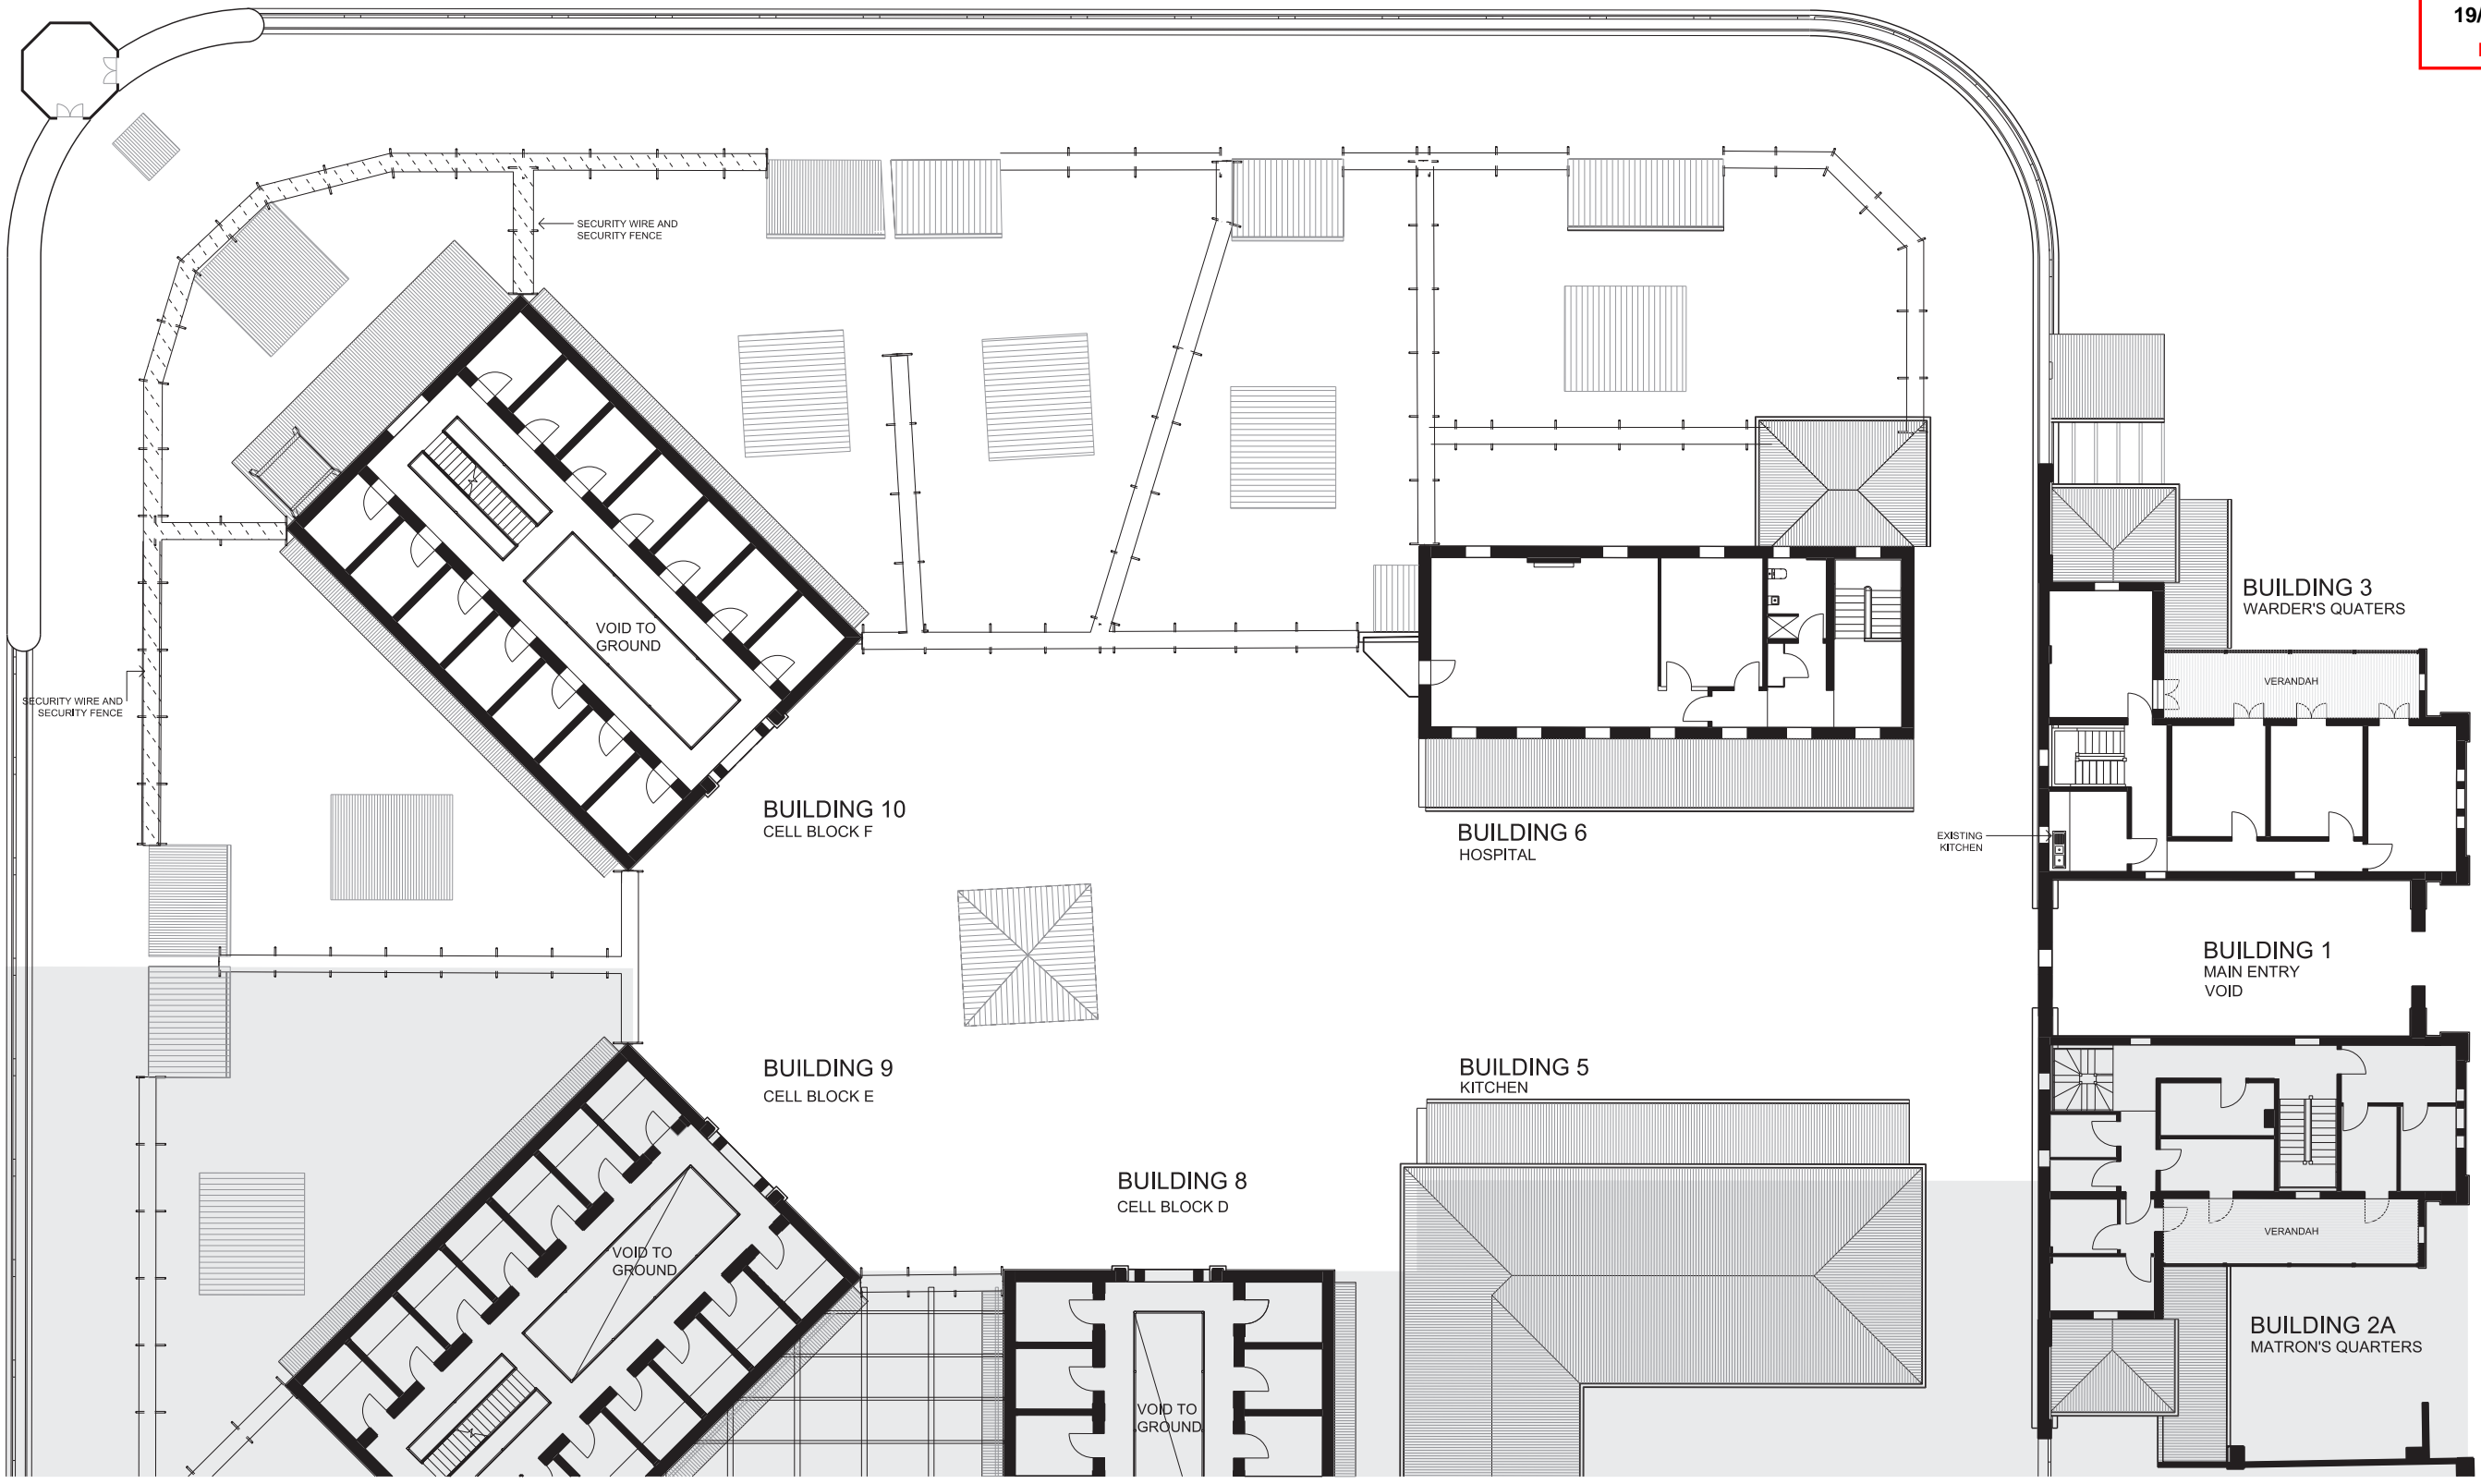 19/
SECURITY WIRE AND
SECURITY FENCE
BUILDING 3
WARDER'S QUATERS
VOID TO
GROUND
VERANDAH
SECURITY WIRE AND
SECURITY FENCE
BUILDING 10
CELL BLOCK F
BUILDING 6
HOSPITAL
EXISTING
KITCHEN
BUILDING 1
MAIN ENTRY
VOID
BUILDING 9
CELL BLOCK E
BUILDING 5
KITCHEN
BUILDING 8
CELL BLOCK D
VOID TO
GROUND
VERANDAH
BUILDING 2A
MATRON'S QUARTERS
VOID TO
GROUND